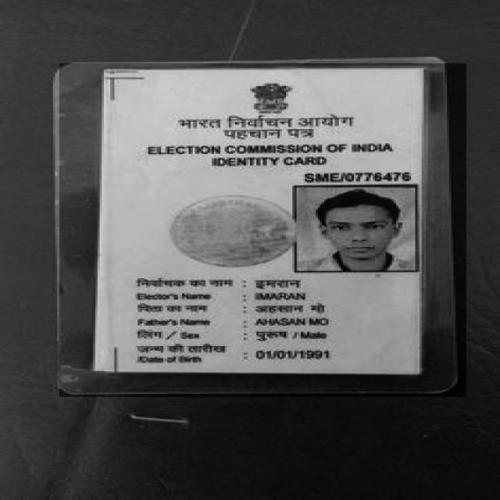 भारत निर्वाचन आयोग
पहचान पत्र
ELECTION COMMISSION OF INDIA
IDENTITY CARD
SME/0776476
निर्वाचक का नाम : इमरान
Elector's Name : IMARAN
पिता का नाम : अहसान मो
Father's Name : AHASAN MO
लिंग / Sex : पुरूष / Male
जन्म की तारीख : 01/01/1991
/Date of Birth